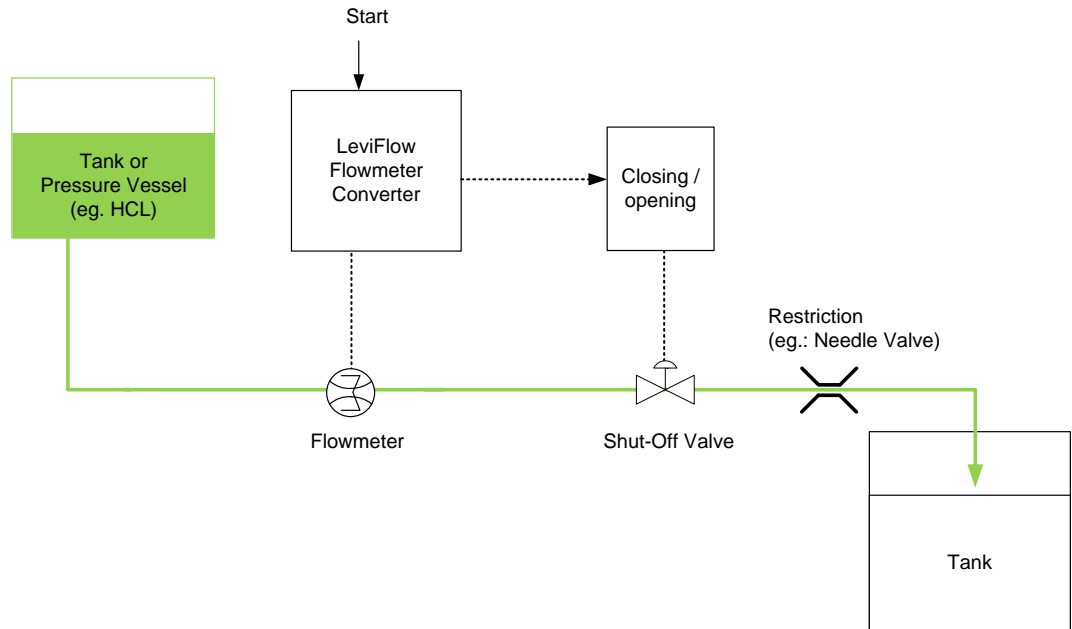 Start
Tank or
Pressure Vessel
(eg. HCL)
LeviFlow
Flowmeter
Converter
Closing /
opening
Restriction
(eg.: Needle Valve)
Flowmeter
Shut-Off Valve
Tank